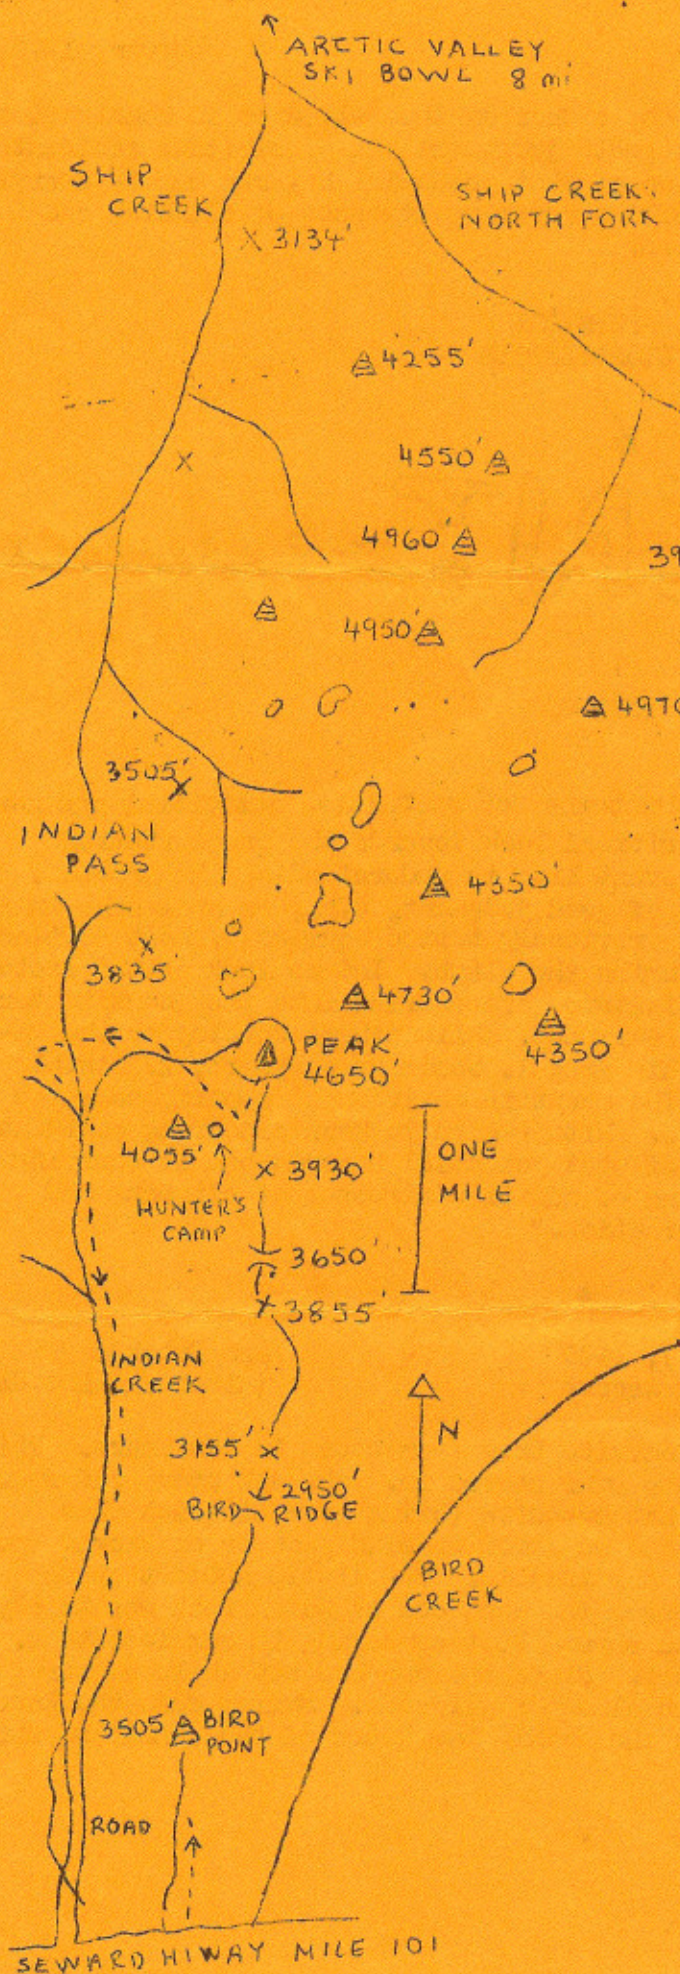 ARCTIC VALLEY
SKI BOWL 8 mi
SHIP
CREEK
SHIP CREEK
NORTH FORK
X 3134'
4255'
X
4550'
4960'
39
4950'
4970
3505'
X
INDIAN
PASS
4350'
X
3835'
4730'
PEAK
4650'
4350'
4055'
ONE
MILE
X 3930'
HUNTER'S
CAMP
3650'
X 3855'
INDIAN
CREEK
N
3155' X
2950'
BIRD RIDGE
BIRD
CREEK
3505' BIRD
POINT
ROAD
SEWARD HIWAY MILE 101